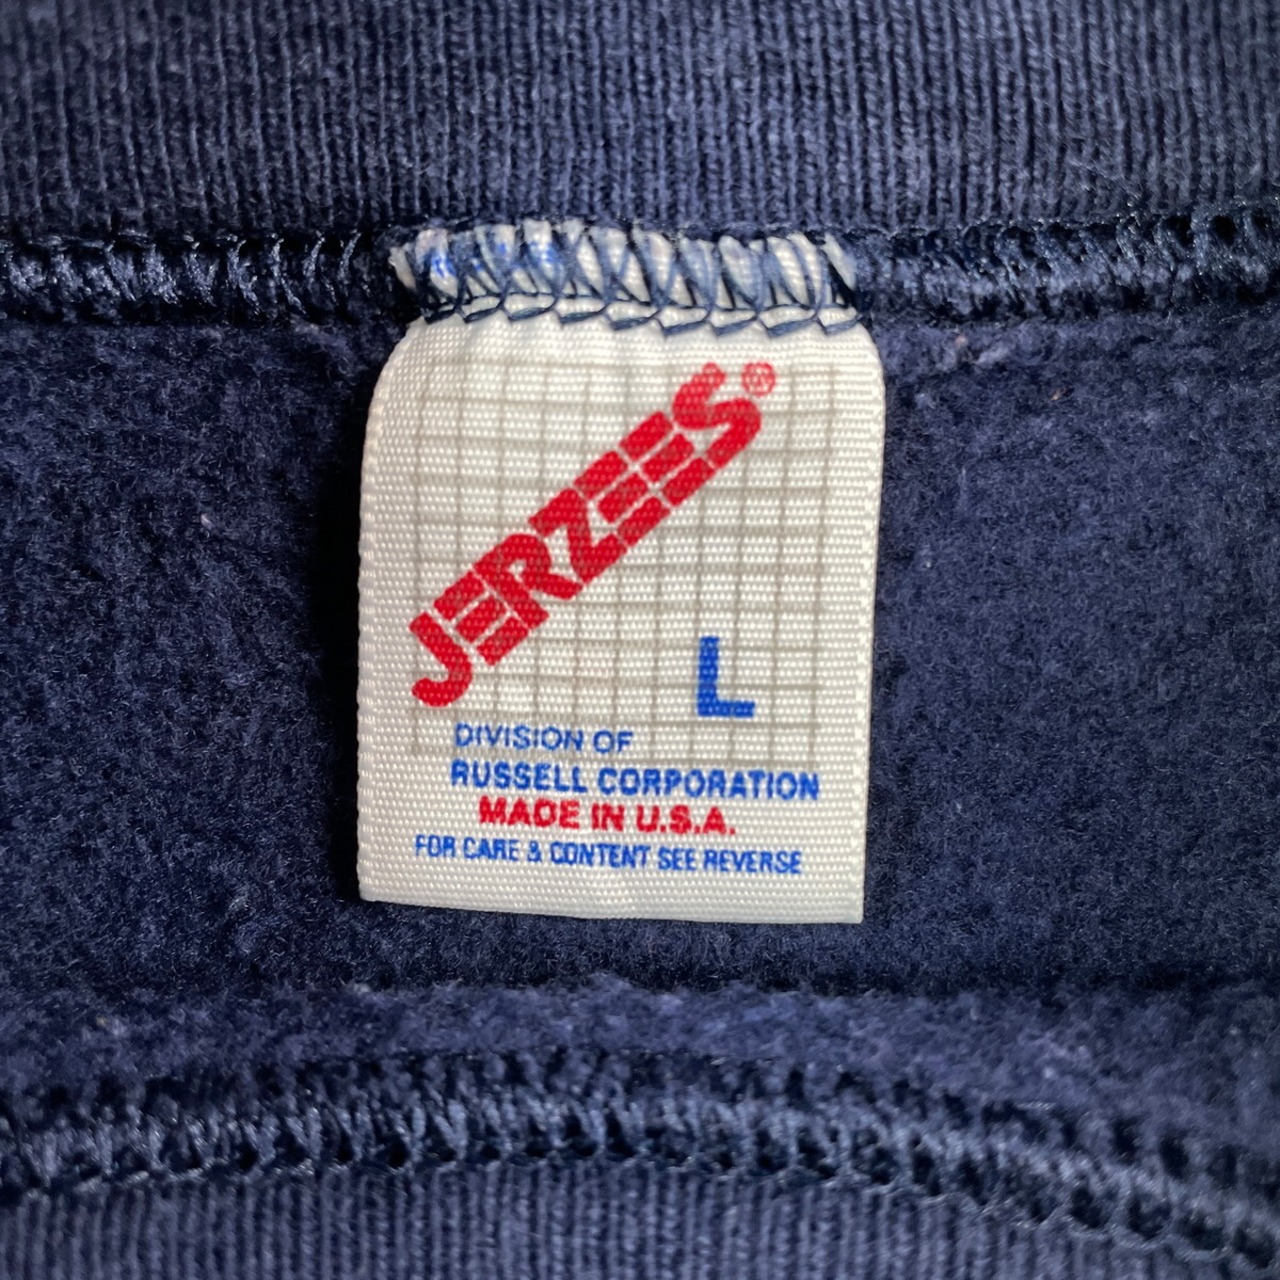 JERZEES®
L
DIVISION OF
RUSSELL CORPORATION
MADE IN U.S.A.
FOR CARE & CONTENT SEE REVERSE